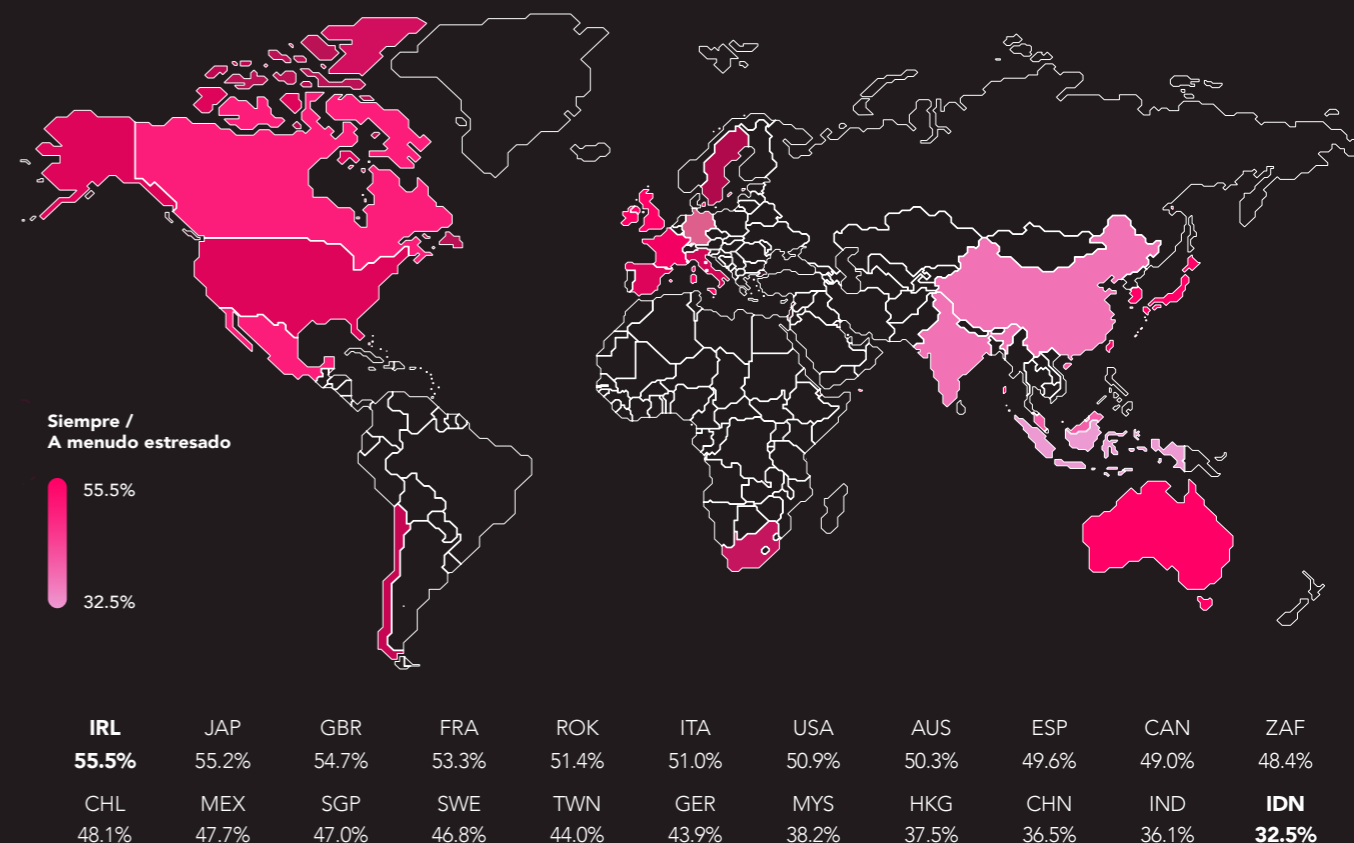 Siempre /
A menudo estresado
55.5%
32.5%
IRL JAP GBR FRA ROK ITA USA AUS ESP CAN ZAF
55.5% 55.2% 54.7% 53.3% 51.4% 51.0% 50.9% 50.3% 49.6% 49.0% 48.4%
CHL MEX SGP SWE TWN GER MYS HKG CHN IND IDN
48.1% 47.7% 47.0% 46.8% 44.0% 43.9% 38.2% 37.5% 36.5% 36.1% 32.5%